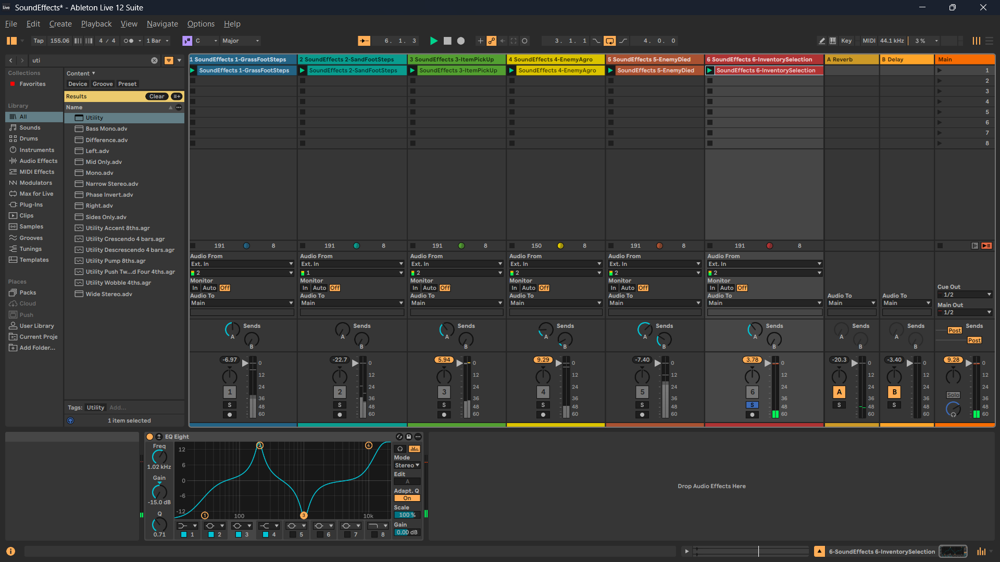 SoundEffects* - Ableton Live 12 Suite
File Edit Create Playback View Navigate Options Help
Tap 155.06 4 / 4 1 Bar C Major 6. 1. 3 3. 1. 1 4. 0. 0 Key MIDI 44.1 kHz 3 %
uti
Collections
Favorites
Library
All
Sounds
Drums
Instruments
Audio Effects
MIDI Effects
Modulators
Max for Live
Plug-Ins
Clips
Samples
Grooves
Tunings
Templates
Places
Packs
Cloud
Push
User Library
Current Proje
Add Folder...
Content
Device Groove Preset
Results Clear
Name
Utility
Bass Mono.adv
Difference.adv
Left.adv
Mid Only.adv
Mono.adv
Narrow Stereo.adv
Phase Invert.adv
Right.adv
Sides Only.adv
Utility Accent 8ths.agr
Utility Crescendo 4 bars.agr
Utility Descrescendo 4 bars.agr
Utility Pump 8ths.agr
Utility Push Tw...d Four 4ths.agr
Utility Wobble 4ths.agr
Wide Stereo.adv
Tags: Utility Add...
1 item selected
1 SoundEffects 1-GrassFootSteps 2 SoundEffects 2-SandFootSteps 3 SoundEffects 3-ItemPickUp 4 SoundEffects 4-EnemyAgro 5 SoundEffects 5-EnemyDied 6 SoundEffects 6-InventorySelection A Reverb B Delay Main
SoundEffects 1-GrassFootSteps SoundEffects 2-SandFootSteps SoundEffects 3-ItemPickUp SoundEffects 4-EnemyAgro SoundEffects 5-EnemyDied SoundEffects 6-InventorySelection 1
2
3
4
5
6
7
8
191 8 191 8 191 8 150 8 191 8 191 8
Audio From Audio From Audio From Audio From Audio From Audio From
Ext. In Ext. In Ext. In Ext. In Ext. In Ext. In
2 1 2 2 2 2
Monitor Monitor Monitor Monitor Monitor Monitor
In Auto Off In Auto Off In Auto Off In Auto Off In Auto Off In Auto Off Cue Out
Audio To Audio To Audio To Audio To Audio To Audio To Audio To Audio To 1/2
Main Main Main Main Main Main Main Main Main Out
1/2
Sends Sends Sends Sends Sends Sends Sends Sends Sends
Post
A A A A A A A A Post
B B B B B B B B
-6.97 -22.7 5.94 9.29 -7.40 3.78 -20.3 -3.40 9.28
0 0 0 0 0 0 0 0 0
12 12 12 12 12 12 12 12 12
24 24 24 24 24 24 24 24 24
1 2 3 4 5 6 A B Solo
36 36 36 36 36 36 36 36 36
S S S S S S S S
48 48 48 48 48 48 48 48 48
60 60 60 60 60 60 60 60 60
EQ Eight
Freq
1.02 kHz
Gain
-15.0 dB
Q
0.71
12
6
0
-6
-12
100 10k
1 2 3 4
1 2 3 4 5 6 7 8
Mode
Stereo
Edit
A
Adapt. Q
On
Scale
100 %
Gain
0.00 dB
Drop Audio Effects Here
6-SoundEffects 6-InventorySelection